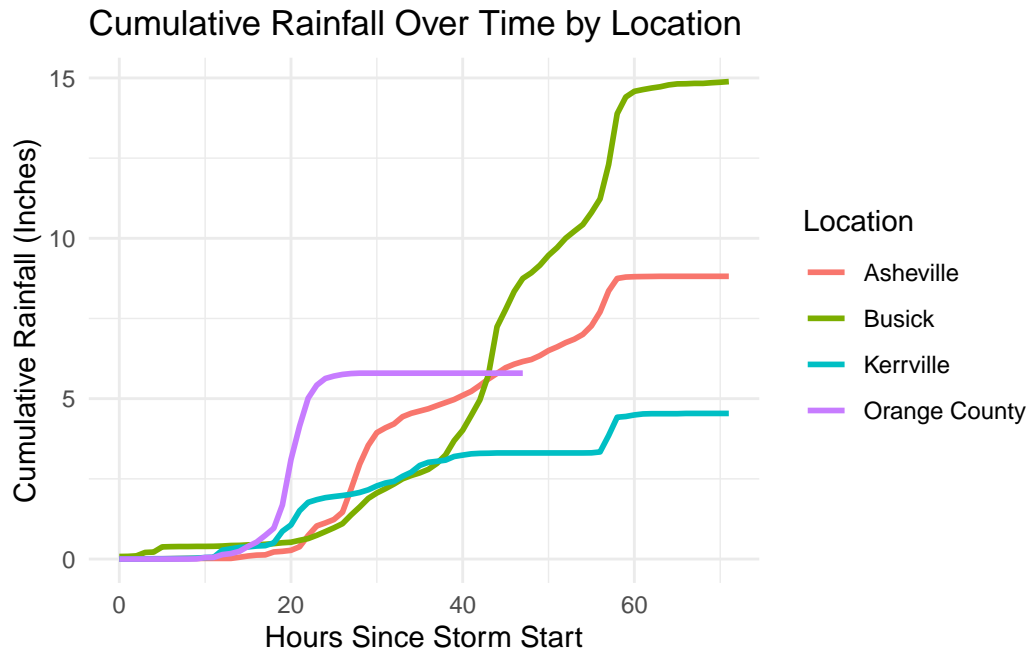 Cumulative Rainfall Over Time by Location
Cumulative Rainfall (Inches)
15
10
5
0
0 20 40 60
Hours Since Storm Start
Location
Asheville
Busick
Kerrville
Orange County